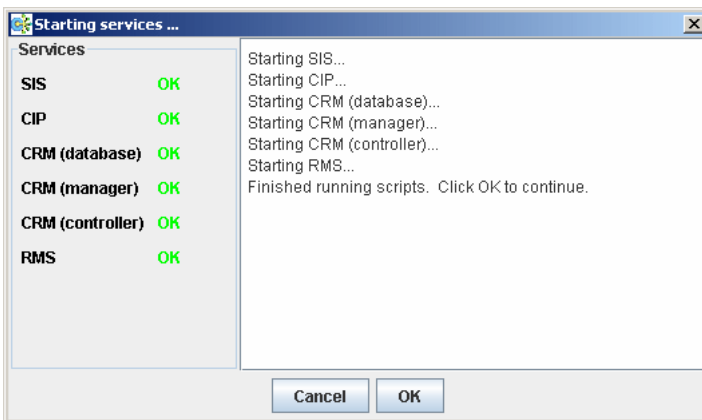 Starting services ...
Services
SIS OK
CIP OK
CRM (database) OK
CRM (manager) OK
CRM (controller) OK
RMS OK
Starting SIS...
Starting CIP...
Starting CRM (database)...
Starting CRM (manager)...
Starting CRM (controller)...
Starting RMS...
Finished running scripts. Click OK to continue.
Cancel OK